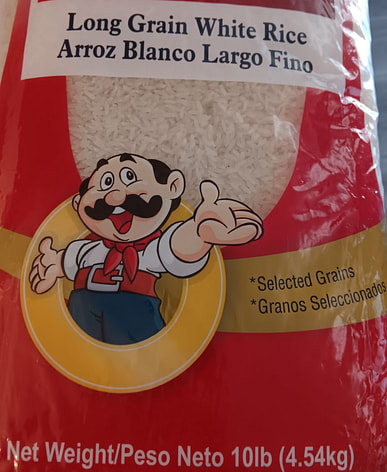 Long Grain White Rice
Arroz Blanco Largo Fino
*Selected Grains
*Granos Seleccionados
Net Weight/Peso Neto 10lb (4.54kg)